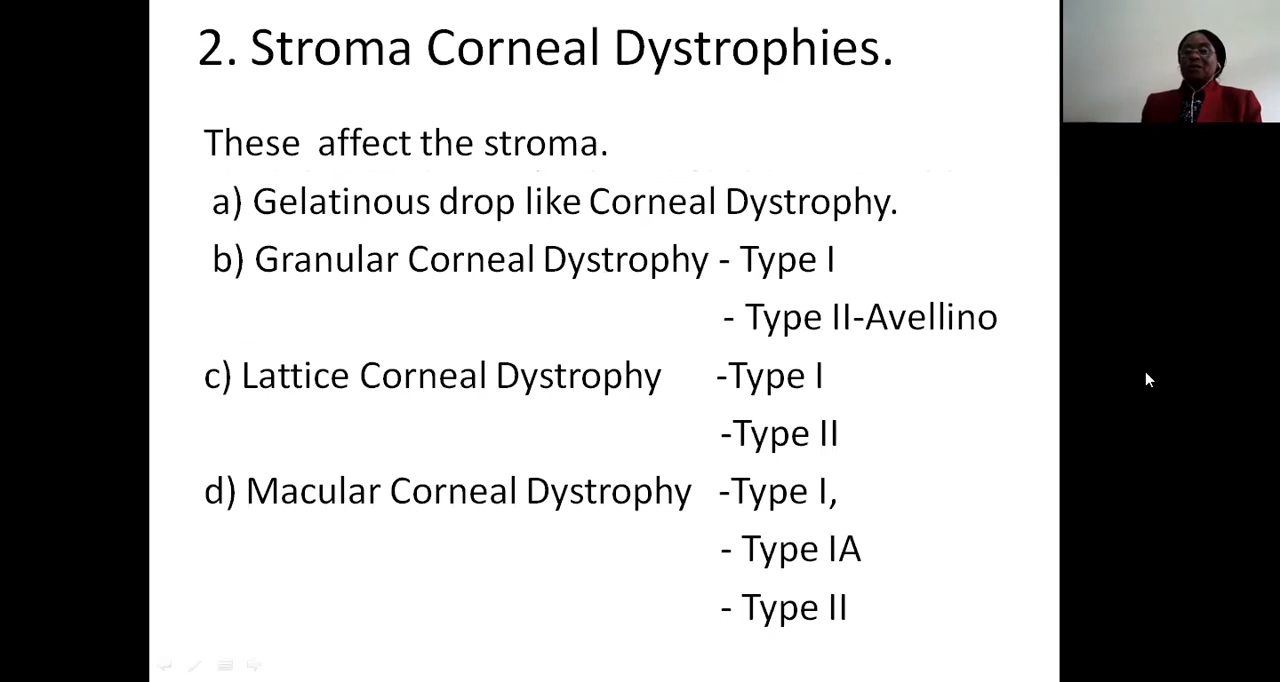 2. Stroma Corneal Dystrophies.
These affect the stroma.
a) Gelatinous drop like Corneal Dystrophy.
b) Granular Corneal Dystrophy - Type I
- Type II-Avellino
c) Lattice Corneal Dystrophy -Type I
-Type II
d) Macular Corneal Dystrophy -Type I,
- Type IA
- Type II